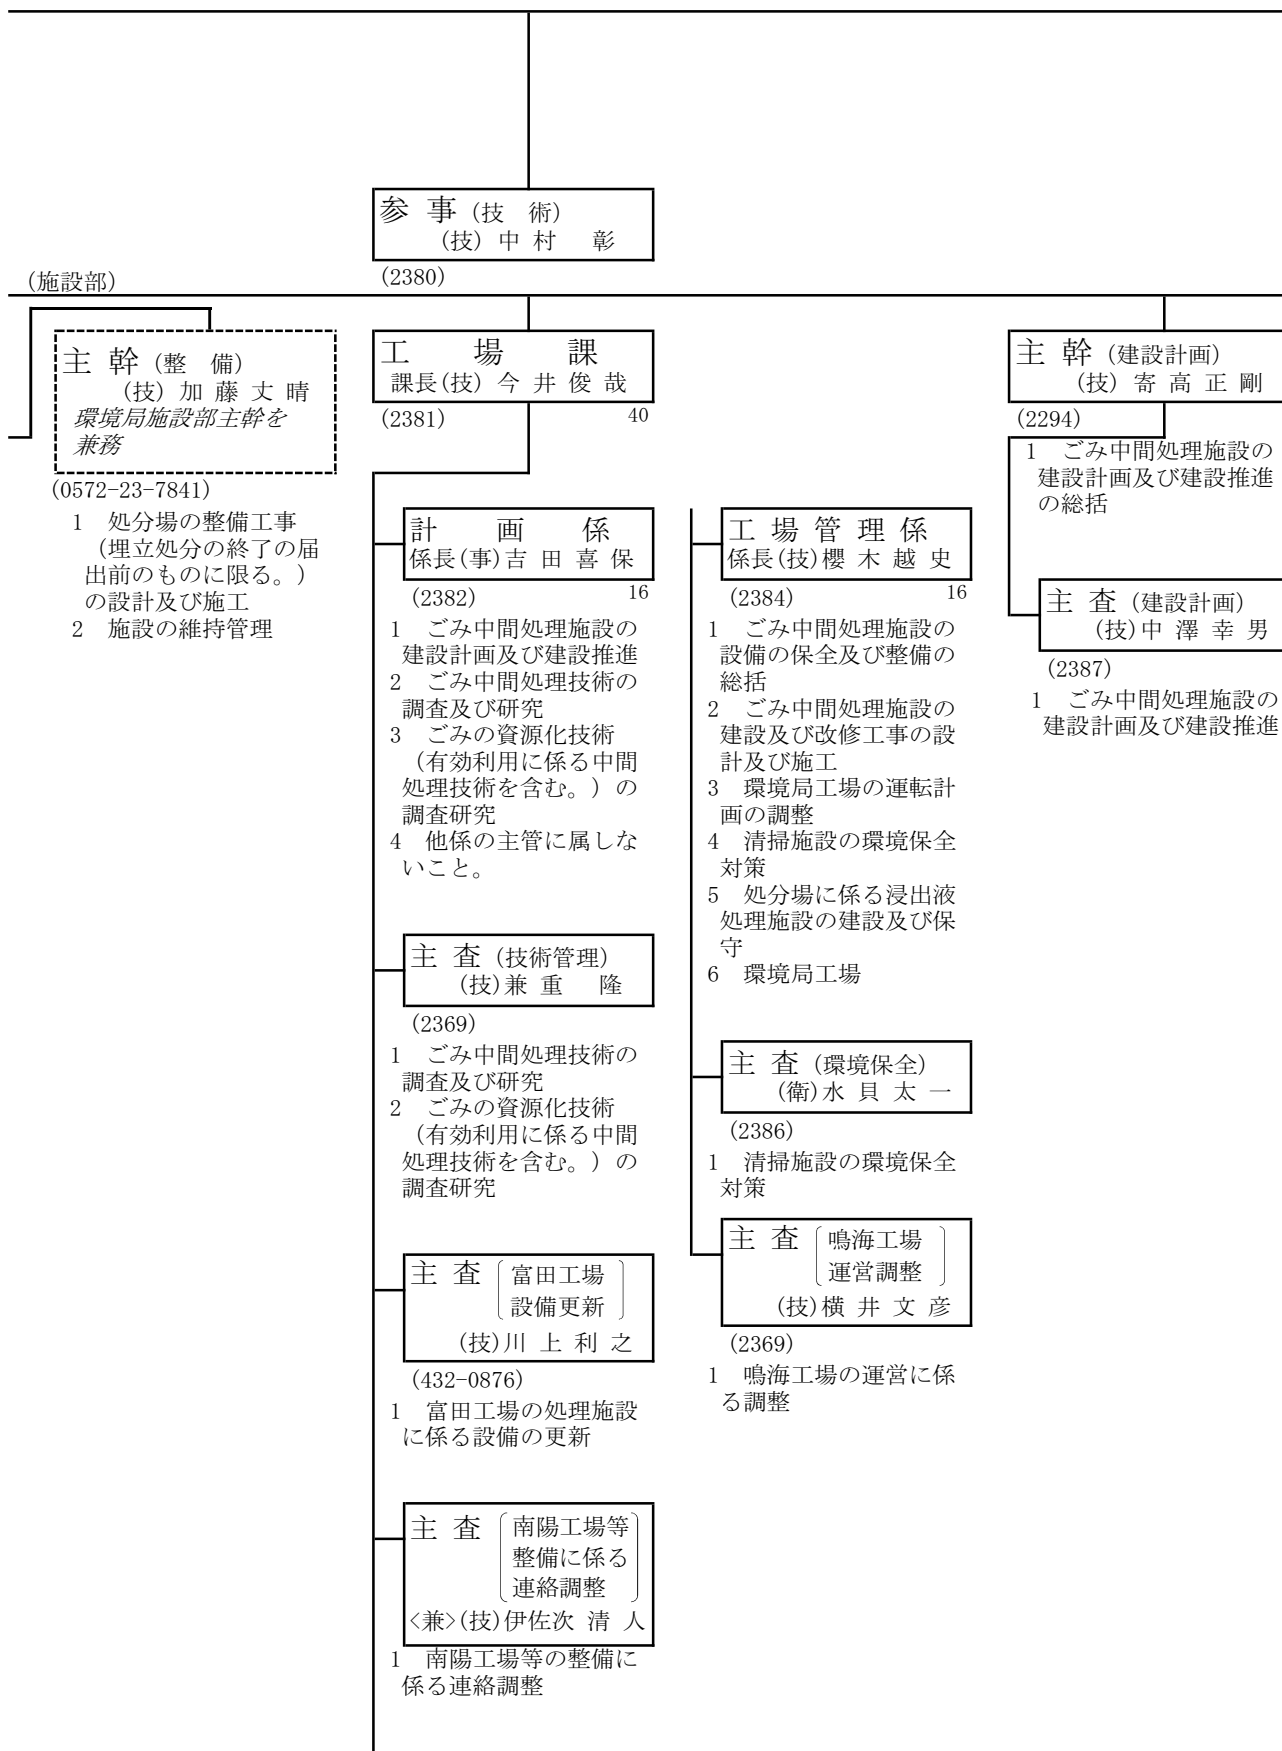 参 事 (技 術)
(技) 中 村 彰
(2380)
(施設部)
主 幹 (整 備)
(技) 加 藤 丈 晴
環境局施設部主幹を
兼務
(0572-23-7841)
1 処分場の整備工事
(埋立処分の終了の届
出前のものに限る。)
の設計及び施工
2 施設の維持管理
工 場 課
課長(技) 今 井 俊 哉
(2381) 40
計 画 係
係長(事)吉 田 喜 保
(2382) 16
1 ごみ中間処理施設の
建設計画及び建設推進
2 ごみ中間処理技術の
調査及び研究
3 ごみの資源化技術
(有効利用に係る中間
処理技術を含む。)の
調査研究
4 他係の主管に属しな
いこと。
主 査 (技術管理)
(技)兼 重 隆
(2369)
1 ごみ中間処理技術の
調査及び研究
2 ごみの資源化技術
(有効利用に係る中間
処理技術を含む。)の
調査研究
主 査 富田工場
設備更新
(技)川 上 利 之
(432-0876)
1 富田工場の処理施設
に係る設備の更新
主 査 南陽工場等
整備に係る
連絡調整
<兼>(技)伊佐次 清 人
1 南陽工場等の整備に
係る連絡調整
工 場 管 理 係
係長(技)櫻 木 越 史
(2384) 16
1 ごみ中間処理施設の
設備の保全及び整備の
総括
2 ごみ中間処理施設の
建設及び改修工事の設
計及び施工
3 環境局工場の運転計
画の調整
4 清掃施設の環境保全
対策
5 処分場に係る浸出液
処理施設の建設及び保
守
6 環境局工場
主 査 (環境保全)
(衛)水 貝 太 一
(2386)
1 清掃施設の環境保全
対策
主 査 鳴海工場
運営調整
(技)横 井 文 彦
(2369)
1 鳴海工場の運営に係
る調整
主 幹 (建設計画)
(技) 寄 高 正 剛
(2294)
1 ごみ中間処理施設の
建設計画及び建設推進
の総括
主 査 (建設計画)
(技)中 澤 幸 男
(2387)
1 ごみ中間処理施設の
建設計画及び建設推進